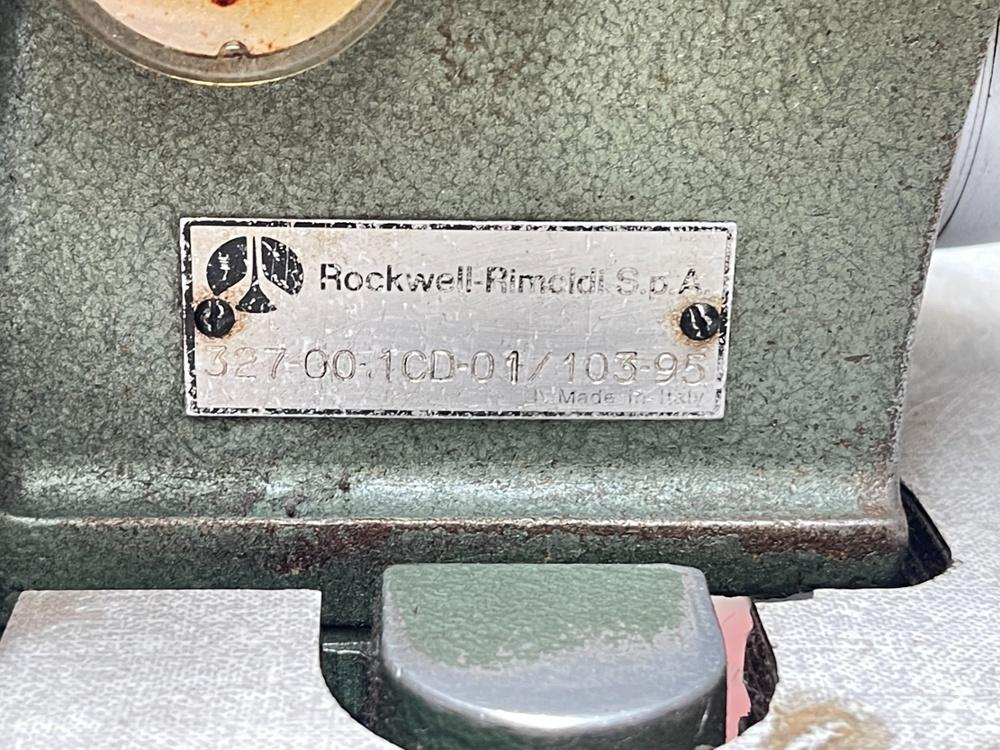 Rockwell-Rimoldi S.p.A.
327-00-1CD-01/103-95
Made in Italy